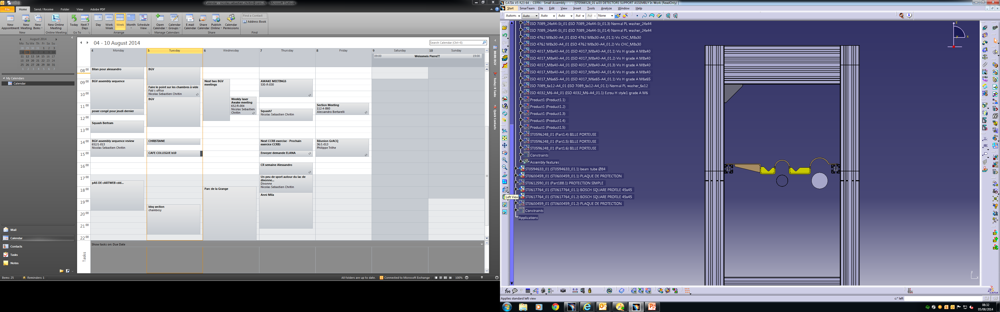 Calendar - nicolas.sebastien.chritin@cern.ch - Microsoft Outlook
File
Home
Send / Receive
Folder
View
Adobe PDF
New Appointment
New Meeting
New Items
New Online Meeting
Today
Next 7 Days
Day
Work Week
Week
Month
Schedule View
Open Calendar
Calendar Groups
E-mail Calendar
Share Calendar
Publish Online
Calendar Permissions
Find a Contact
Address Book
New
Online Meeting
Go To
Arrange
Manage Calendars
Share
Find
August 2014
Mo Tu We Th Fr Sa Su
28 29 30 31 1 2 3
4 5 6 7 8 9 10
11 12 13 14 15 16 17
18 19 20 21 22 23 24
25 26 27 28 29 30 31
1 2 3 4 5 6 7
My Calendars
Calendar
Mail
Calendar
Contacts
Tasks
Notes
04 - 10 August 2014
Search Calendar (Ctrl+E)
4 Monday
5 Tuesday
6 Wednesday
7 Thursday
8 Friday
9 Saturday
10 Sunday
09:00 Weissmeis Pierre?? 19:00
08 00
09 00
10 00
11 00
12 00
13 00
14 00
15 00
16 00
17 00
18 00
19 00
20 00
21 00
22 00
Bilan pour alessandro
BGV assembly sequence
poser congé pour jeudi dernier
Squash Bertram
BGV assembly sequence review
652/1-013
Nicolas Sebastien Chritin
pAS DE cARTWEB cdd...
BGV
Faire le point sur les chambres à vide
Fab's office
Nicolas Sebastien Chritin
BGV
CHRISTIANE
CAFE COLLEGUE b10
bbq section
chambesy
Next two BGV
meetings
Weekly laser
Awake meeting
652/R-004
Nicolas Sebastien
Chritin
Parc de la Grange
AWAKE MEETINGS
530-R-030
Squash?
Nicolas Sebastien Chritin
Next CCRB exercise - Prochain
exercice CCRB)
Envoyer demande ELANA
CR semaine Alessandro
Un peu de sport autour du lac de
divonne...
Divonne
Nicolas Sebastien Chritin
Anni Mila
Section Meeting
112-4-B60
Alessandro Bertarelli
Réunion GrACQ
36/1-013
Philippe Trilhe
08:00: BGV
Today: 0 Tasks
Quick Contacts
Show tasks on: Due Date
Tasks
Items: 25
Reminders: 1
All folders are up to date.
Connected to Microsoft Exchange
100%
CATIA V5 R23 64 - CERN : Small Assembly - - - [ST0566528_01 a.03 DETECTORS SUPPORT ASSEMBLY In Work (ReadOnly) ]
Start
SmarTeam
File
Edit
View
Insert
Tools
Analyze
Window
Help
Autom.
Auto
Auto
Auto
Aut
Aut
None
ISO 7089_24x44-St_01 (ISO 7089_24x44-St_01.3) Normal PL washer_24x44
ISO 7089_24x44-St_01 (ISO 7089_24x44-St_01.4) Normal PL washer_24x44
ISO 4762 M8x30-A4_01 (ISO 4762 M8x30-A4_01.1) Vis CHC_M8x30
ISO 4762 M8x30-A4_01 (ISO 4762 M8x30-A4_01.2) Vis CHC_M8x30
ISO 4017_M8x40-A4_01 (ISO 4017_M8x40-A4_01.1) Vis H grade A M8x40
ISO 4017_M8x40-A4_01 (ISO 4017_M8x40-A4_01.2) Vis H grade A M8x40
ISO 4017_M8x40-A4_01 (ISO 4017_M8x40-A4_01.3) Vis H grade A M8x40
ISO 4017_M8x40-A4_01 (ISO 4017_M8x40-A4_01.4) Vis H grade A M8x40
ISO 4017_M6x65-A4_01 (ISO 4017_M6x65-A4_01.1) Vis H grade A M6x65
ISO 7089_6x12-A4_01 (ISO 7089_6x12-A4_01.1) Normal PL washer_6x12
ISO 4032_M6-A4_01 (ISO 4032_M6-A4_01.1) Ecrou H style1 grade A M6
Product1 (Product1.1)
Product1 (Product1.2)
Product1 (Product1.3)
Product1 (Product1.4)
Product1 (Product1.5)
ST0596248_01 (Part1.4) BILLE PORTEUSE
ST0596248_01 (Part1.5) BILLE PORTEUSE
ST0596248_01 (Part1.6) BILLE PORTEUSE
Constraints
Assembly features
ST0594633_01 (ST0594633_01.1) beam tube Ø84
ST0600459_01 (ST0600459_01.1) PLAQUE DE PROTECTION
ST0612590_01 (Part188.1) PROTECTION SIMPLE
ST0617764_01 (ST0617764_01.1) BOSCH SQUARE PROFILE 45x45
ST0617764_01 (ST0617764_01.2) BOSCH SQUARE PROFILE 45x45
ST0600459_01 (ST0600459_01.2) PLAQUE DE PROTECTION
Constraints
Applications
Left View
z
x
y
z
x
CATIA
Applies standard left view
c:* left
08:32
05/08/2014